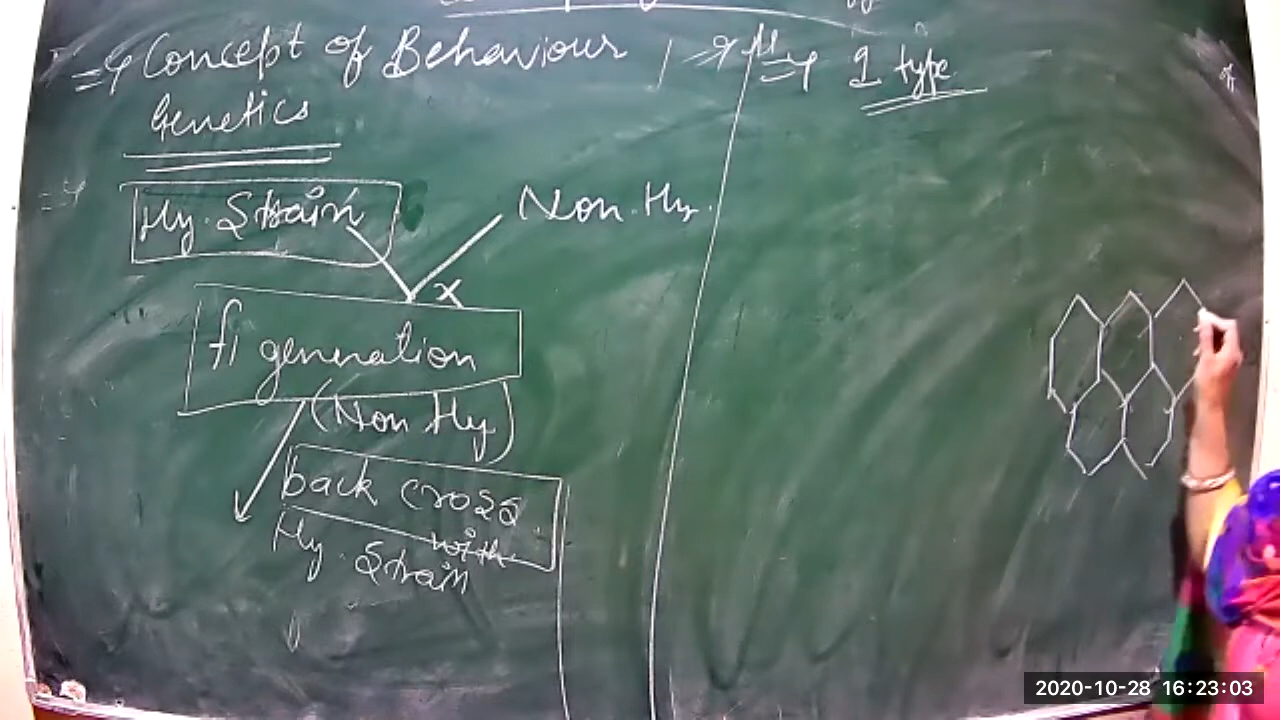 => Concept of Behaviour
Genetics
Hy. Strain
Non. Hy.
x
f1 generation
(Non Hy)
back cross
with
Hy. Strain
1 type
2020-10-28 16:23:03